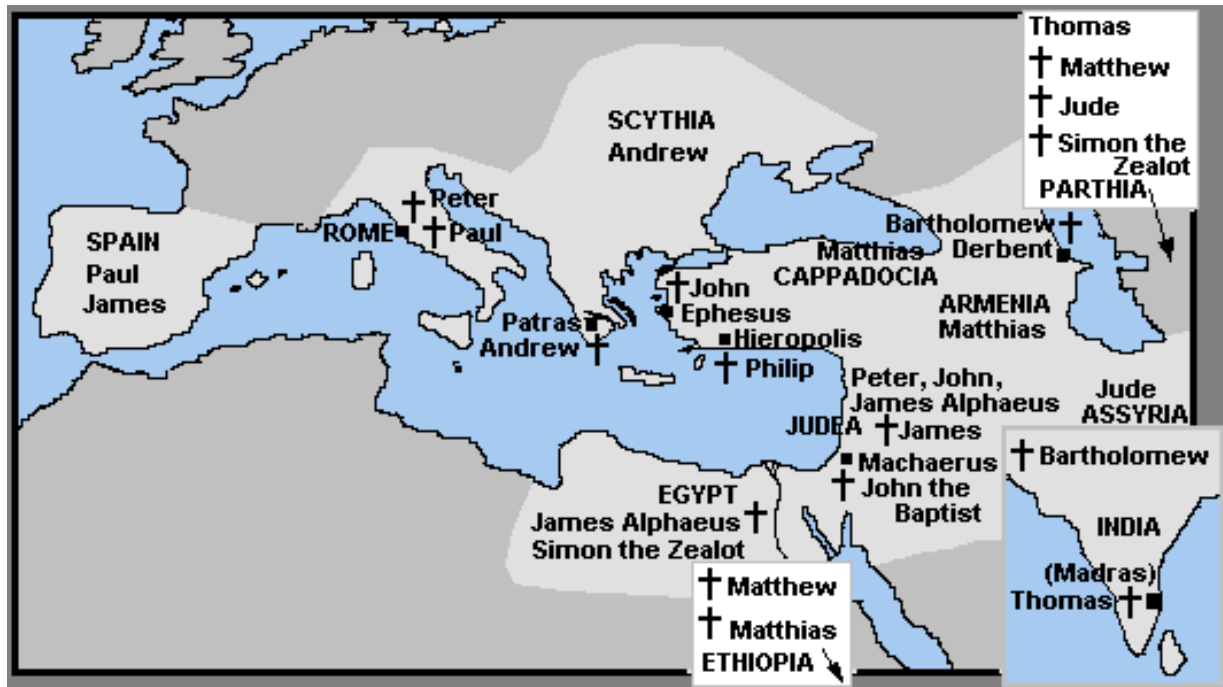 Thomas
Matthew
Jude
Simon the
Zealot
PARTHIA
SCYTHIA
Andrew
Peter
ROME
Paul
SPAIN
Paul
James
Bartholomew
Derbent
Matthias
CAPPADOCIA
John
Ephesus
ARMENIA
Matthias
Patras
Andrew
Hieropolis
Philip
Peter, John,
James Alphaeus
JUDEA
James
Jude
ASSYRIA
Machaerus
John the
Baptist
EGYPT
James Alphaeus
Simon the Zealot
Matthew
Matthias
ETHIOPIA
Bartholomew
INDIA
(Madras)
Thomas